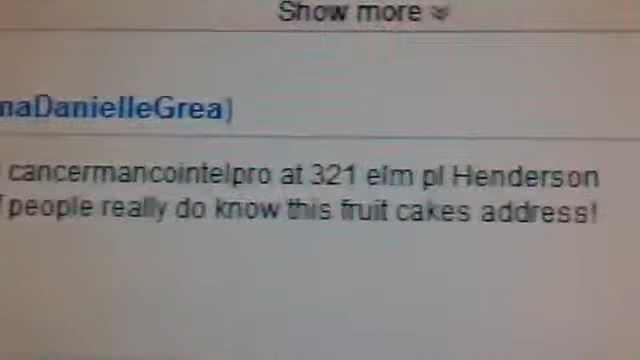 Show more
naDanielleGrea)
cancermancointelpro at 321 elm pl Henderson
people really do know this fruit cakes address!